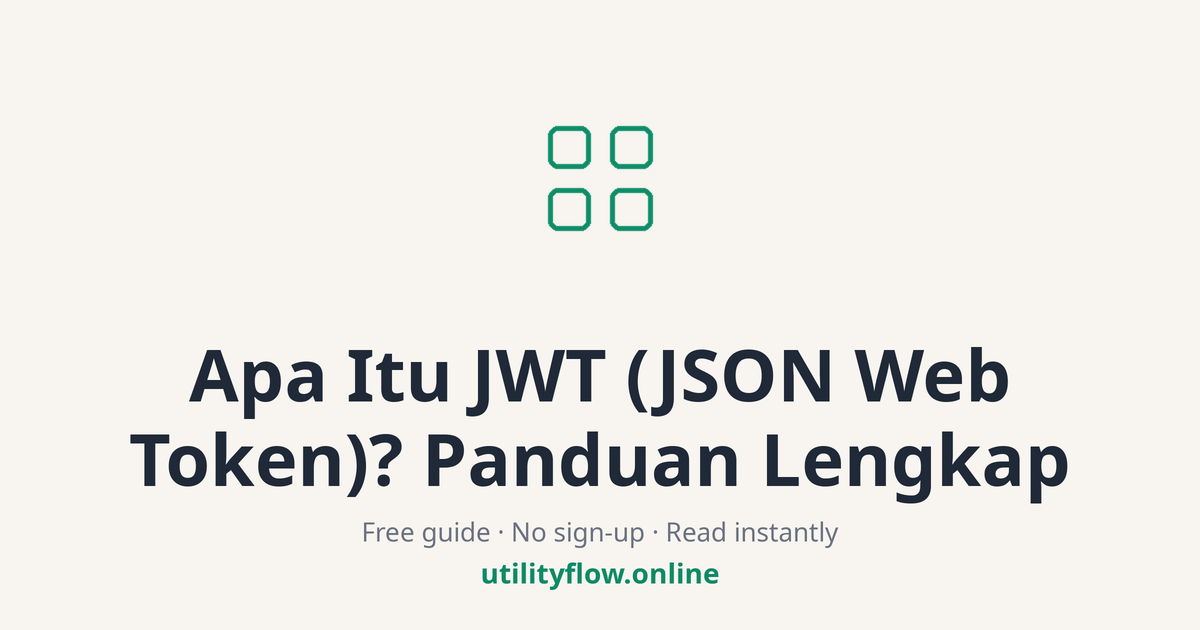 Apa Itu JWT (JSON Web
Token)? Panduan Lengkap
Free guide · No sign-up · Read instantly
utilityflow.online